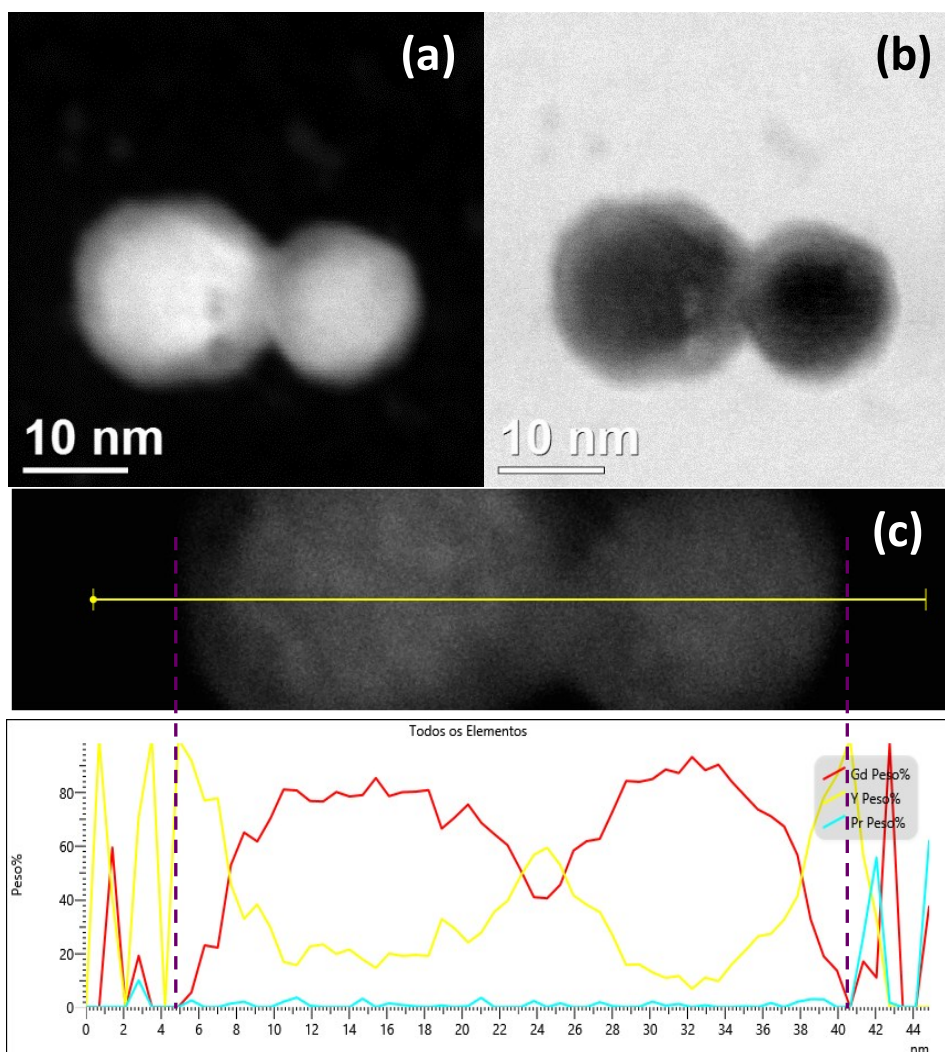 (a)
(b)
10 nm
10 nm
(c)
Todos os Elementos
Gd Peso%
Y Peso%
Pr Peso%
Peso%
80
60
40
20
0
0 2 4 6 8 10 12 14 16 18 20 22 24 26 28 30 32 34 36 38 40 42 44
nm